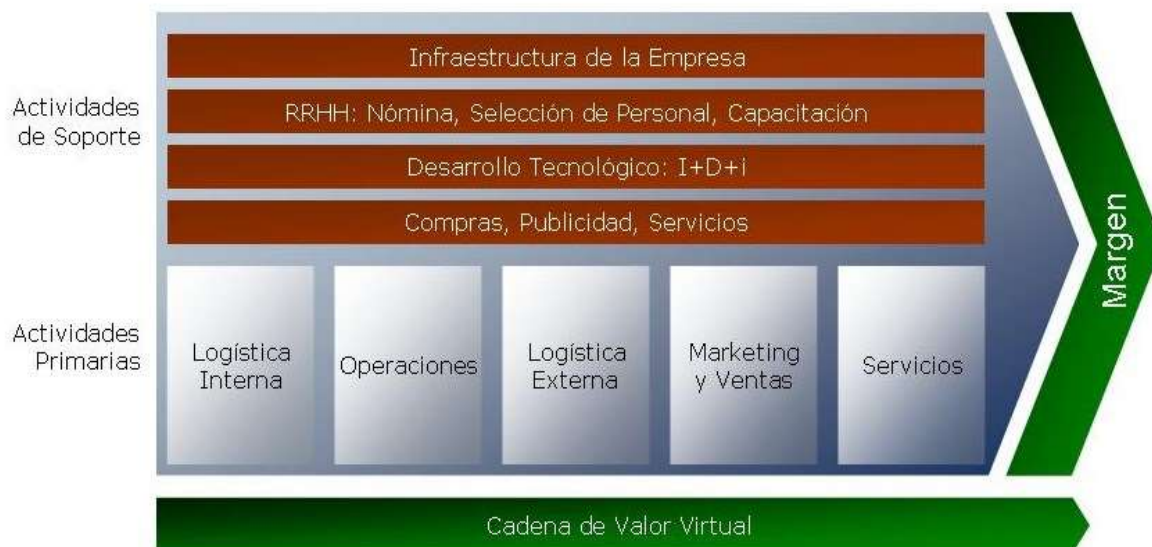 Actividades
de Soporte
Infraestructura de la Empresa
RRHH: Nómina, Selección de Personal, Capacitación
Desarrollo Tecnológico: I+D+i
Compras, Publicidad, Servicios
Actividades
Primarias
Logística
Interna
Operaciones
Logística
Externa
Marketing
y Ventas
Servicios
Margen
Cadena de Valor Virtual